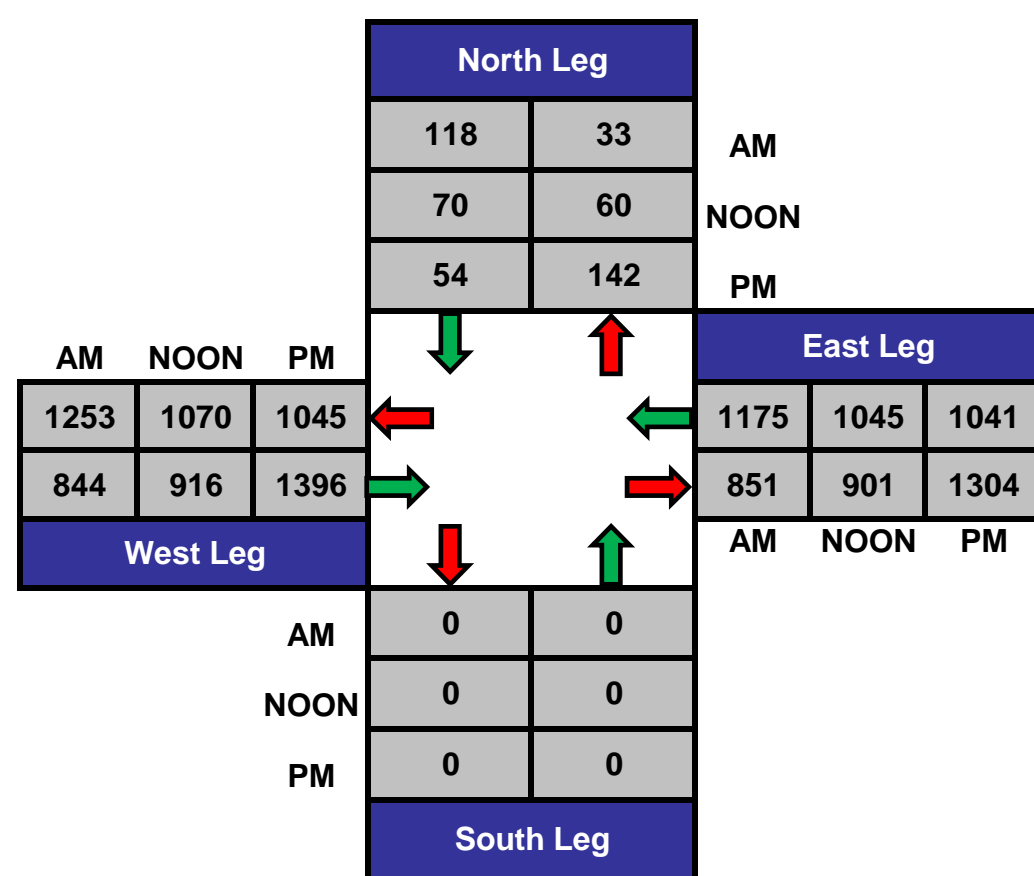 North Leg
118 33 AM
70 60 NOON
54 142 PM
AM NOON PM East Leg
1253 1070 1045 1175 1045 1041
844 916 1396 851 901 1304
West Leg AM NOON PM
AM 0 0
NOON 0 0
PM 0 0
South Leg